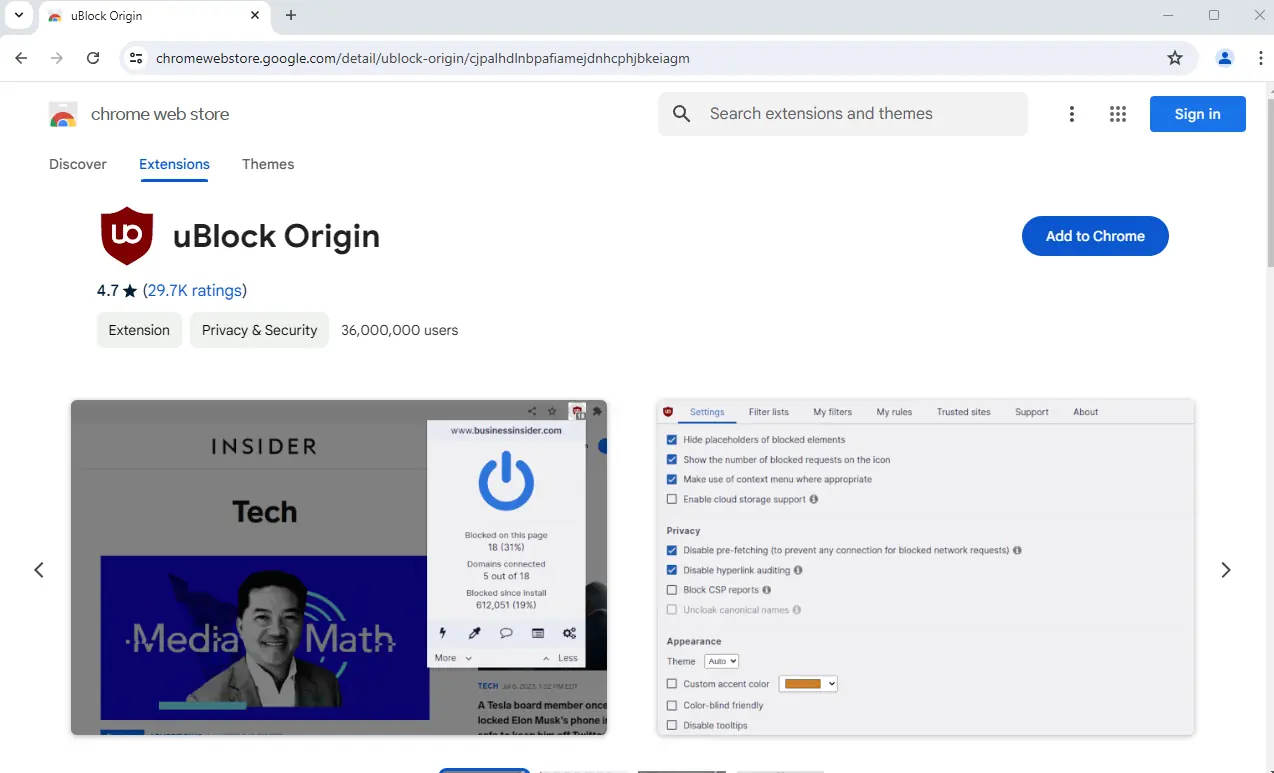 uBlock Origin
chromewebstore.google.com/detail/ublock-origin/cjpalhdlnbpafiamejdnhcphjbkeiagm
chrome web store
Search extensions and themes
Sign in
Discover
Extensions
Themes
uBlock Origin
Add to Chrome
4.7 ★ (29.7K ratings)
Extension
Privacy & Security
36,000,000 users
INSIDER
Tech
Media Math
www.businessinsider.com
Blocked on this page
18 (31%)
Domains connected
5 out of 18
Blocked since install
612,051 (19%)
More
Less
TECH
A Tesla board member once
locked Elon Musk's phone i
safe to keep him off Twitte
Settings
Filter lists
My filters
My rules
Trusted sites
Support
About
Hide placeholders of blocked elements
Show the number of blocked requests on the icon
Make use of context menu where appropriate
Enable cloud storage support
Privacy
Disable pre-fetching (to prevent any connection for blocked network requests)
Disable hyperlink auditing
Block CSP reports
Uncloak canonical names
Appearance
Theme Auto
Custom accent color
Color-blind friendly
Disable tooltips